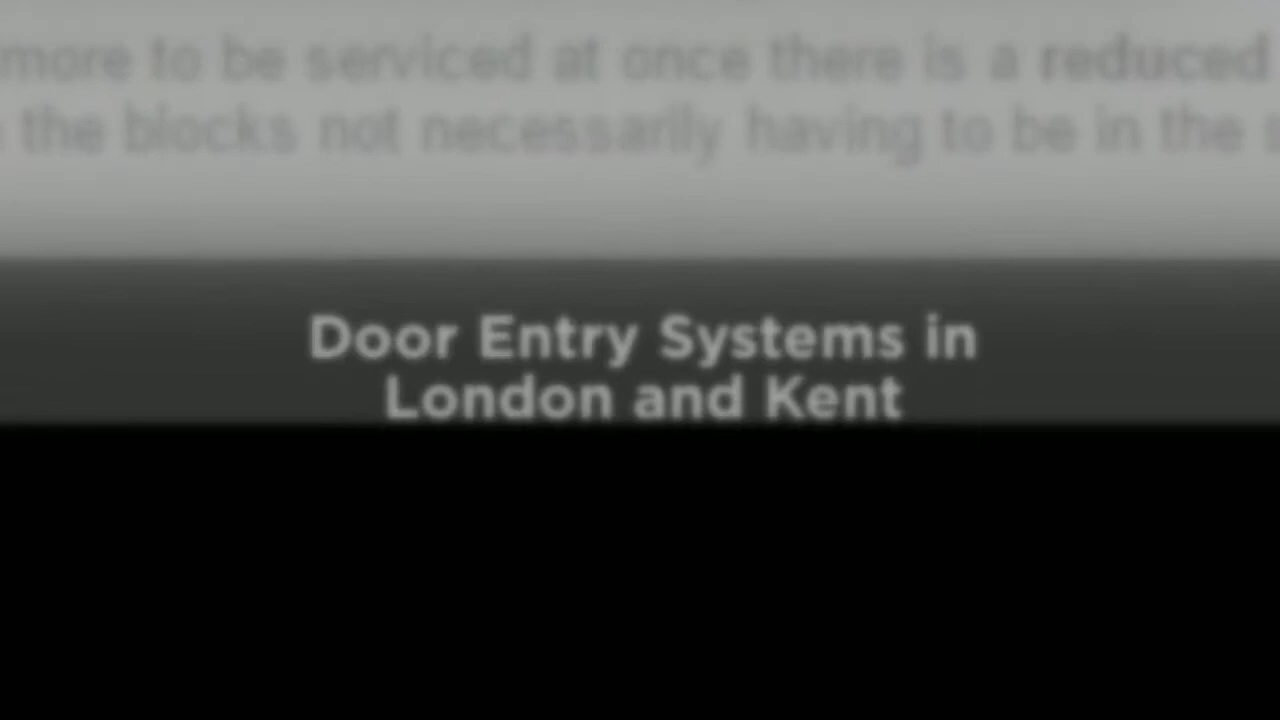 more to be serviced at once there is a reduced
the blocks not necessarily having to be in the
Door Entry Systems in
London and Kent